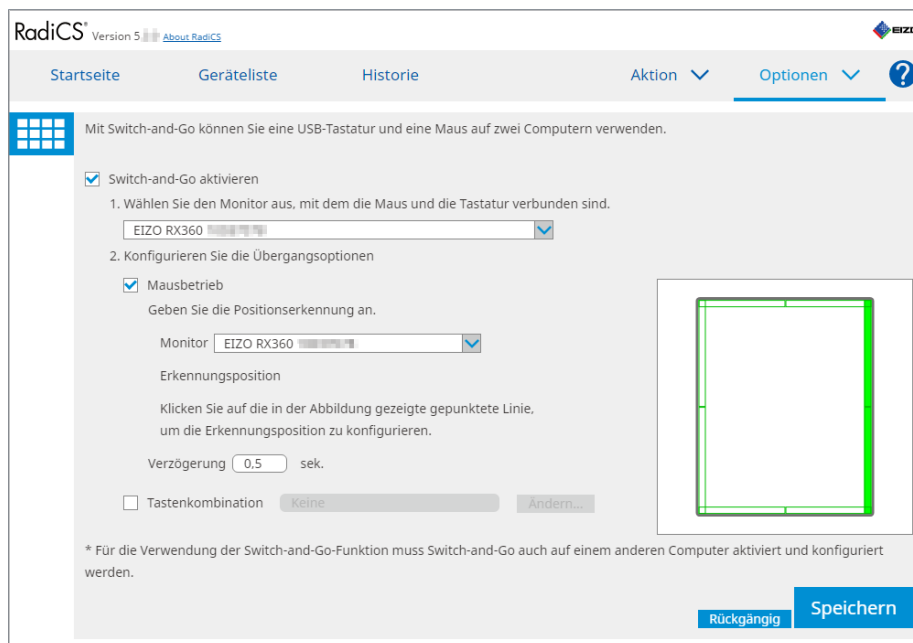 RadiCS® Version 5. About RadiCS
EIZO
Startseite Geräteliste Historie Aktion Optionen ?
Mit Switch-and-Go können Sie eine USB-Tastatur und eine Maus auf zwei Computern verwenden.
Switch-and-Go aktivieren
1. Wählen Sie den Monitor aus, mit dem die Maus und die Tastatur verbunden sind.
EIZO RX360
2. Konfigurieren Sie die Übergangsoptionen
Mausbetrieb
Geben Sie die Positionserkennung an.
Monitor EIZO RX360
Erkennungsposition
Klicken Sie auf die in der Abbildung gezeigte gepunktete Linie,
um die Erkennungsposition zu konfigurieren.
Verzögerung 0,5 sek.
Tastenkombination Keine Ändern...
* Für die Verwendung der Switch-and-Go-Funktion muss Switch-and-Go auch auf einem anderen Computer aktiviert und konfiguriert
werden.
Rückgängig Speichern